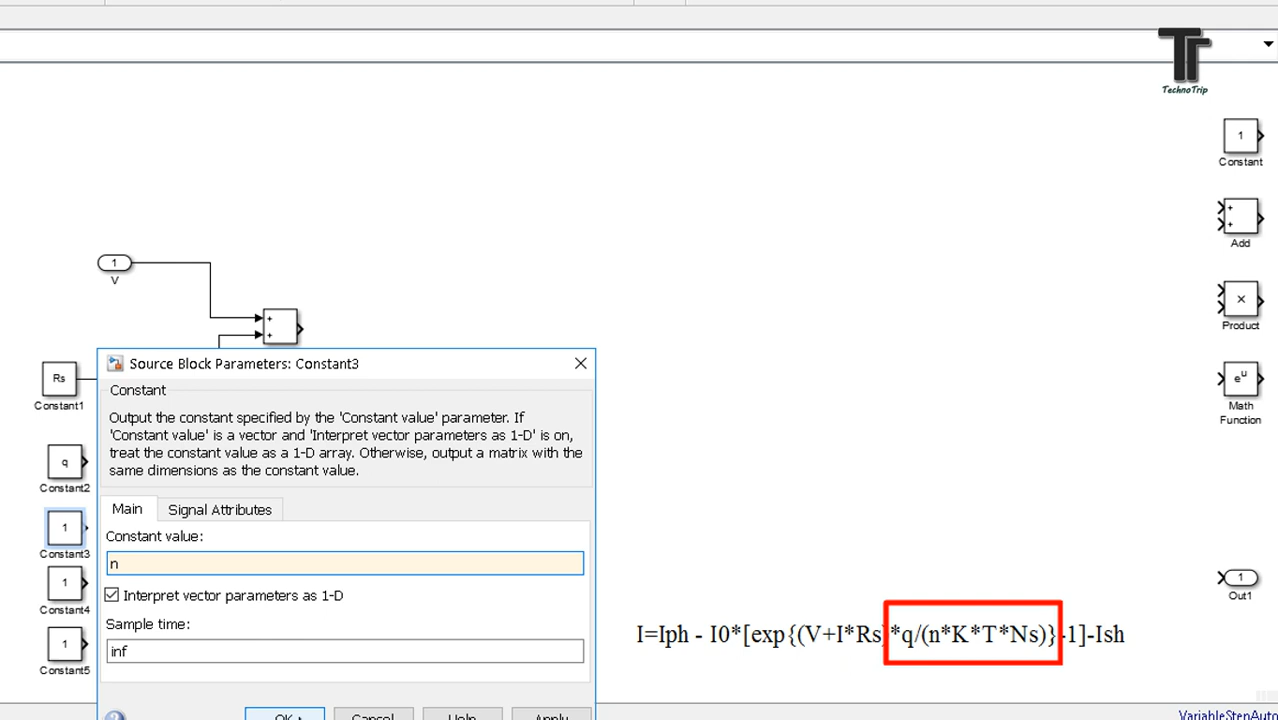 TT
TechnoTrip
1
Constant
+
+
Add
1
V
×
Product
+
+
Source Block Parameters: Constant3
Rs
Constant1
Constant
e^u
Math
Function
Output the constant specified by the 'Constant value' parameter. If
'Constant value' is a vector and 'Interpret vector parameters as 1-D' is on,
treat the constant value as a 1-D array. Otherwise, output a matrix with the
same dimensions as the constant value.
q
Constant2
Main
Signal Attributes
1
Constant3
Constant value:
n
1
Constant4
Interpret vector parameters as 1-D
1
Out1
Sample time:
1
Constant5
inf
I=Iph - I0*[exp{(V+I*Rs)*q/(n*K*T*Ns)}-1]-Ish
OK
Cancel
Help
Apply
VariableStepAuto